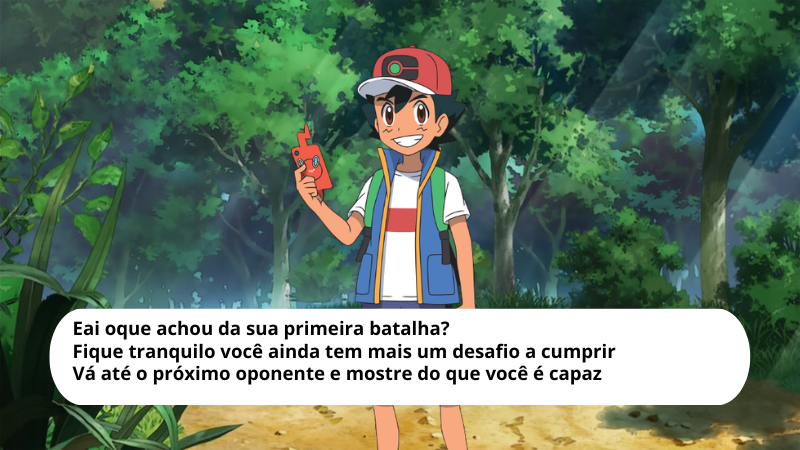 Eai oque achou da sua primeira batalha?
Fique tranquilo você ainda tem mais um desafio a cumprir
Vá até o próximo oponente e mostre do que você é capaz